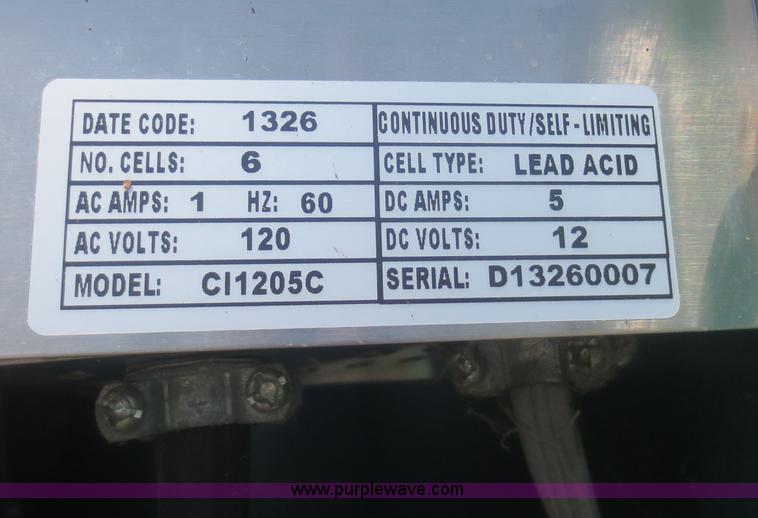 DATE CODE: 1326 CONTINUOUS DUTY/SELF-LIMITING
NO. CELLS: 6 CELL TYPE: LEAD ACID
AC AMPS: 1 HZ: 60 DC AMPS: 5
AC VOLTS: 120 DC VOLTS: 12
MODEL: CI1205C SERIAL: D13260007
www.purplewave.com